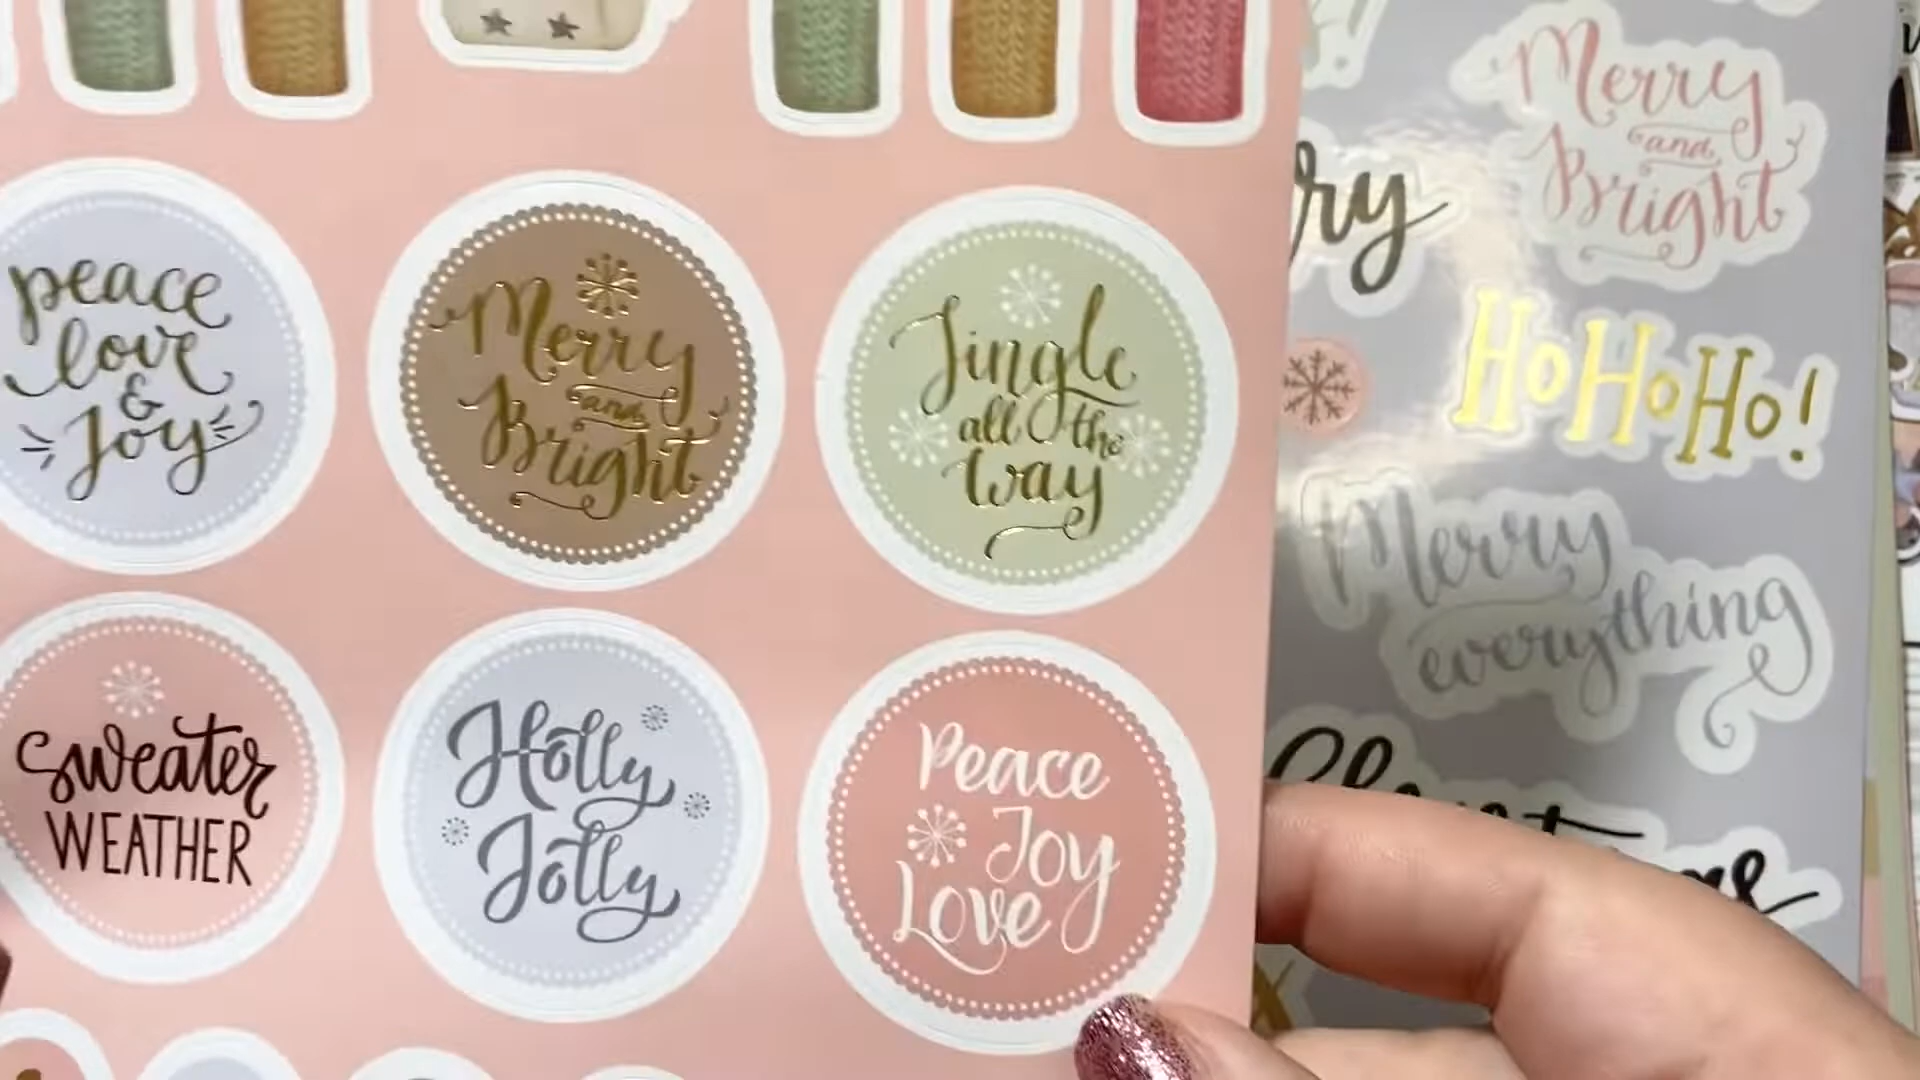 peace
love
&
Joy
Merry
and
Bright
Jingle
all the
way
sweater
WEATHER
Holly
Jolly
Peace
Joy
Love
Merry
and
Bright
HoHoHo!
Merry
everything